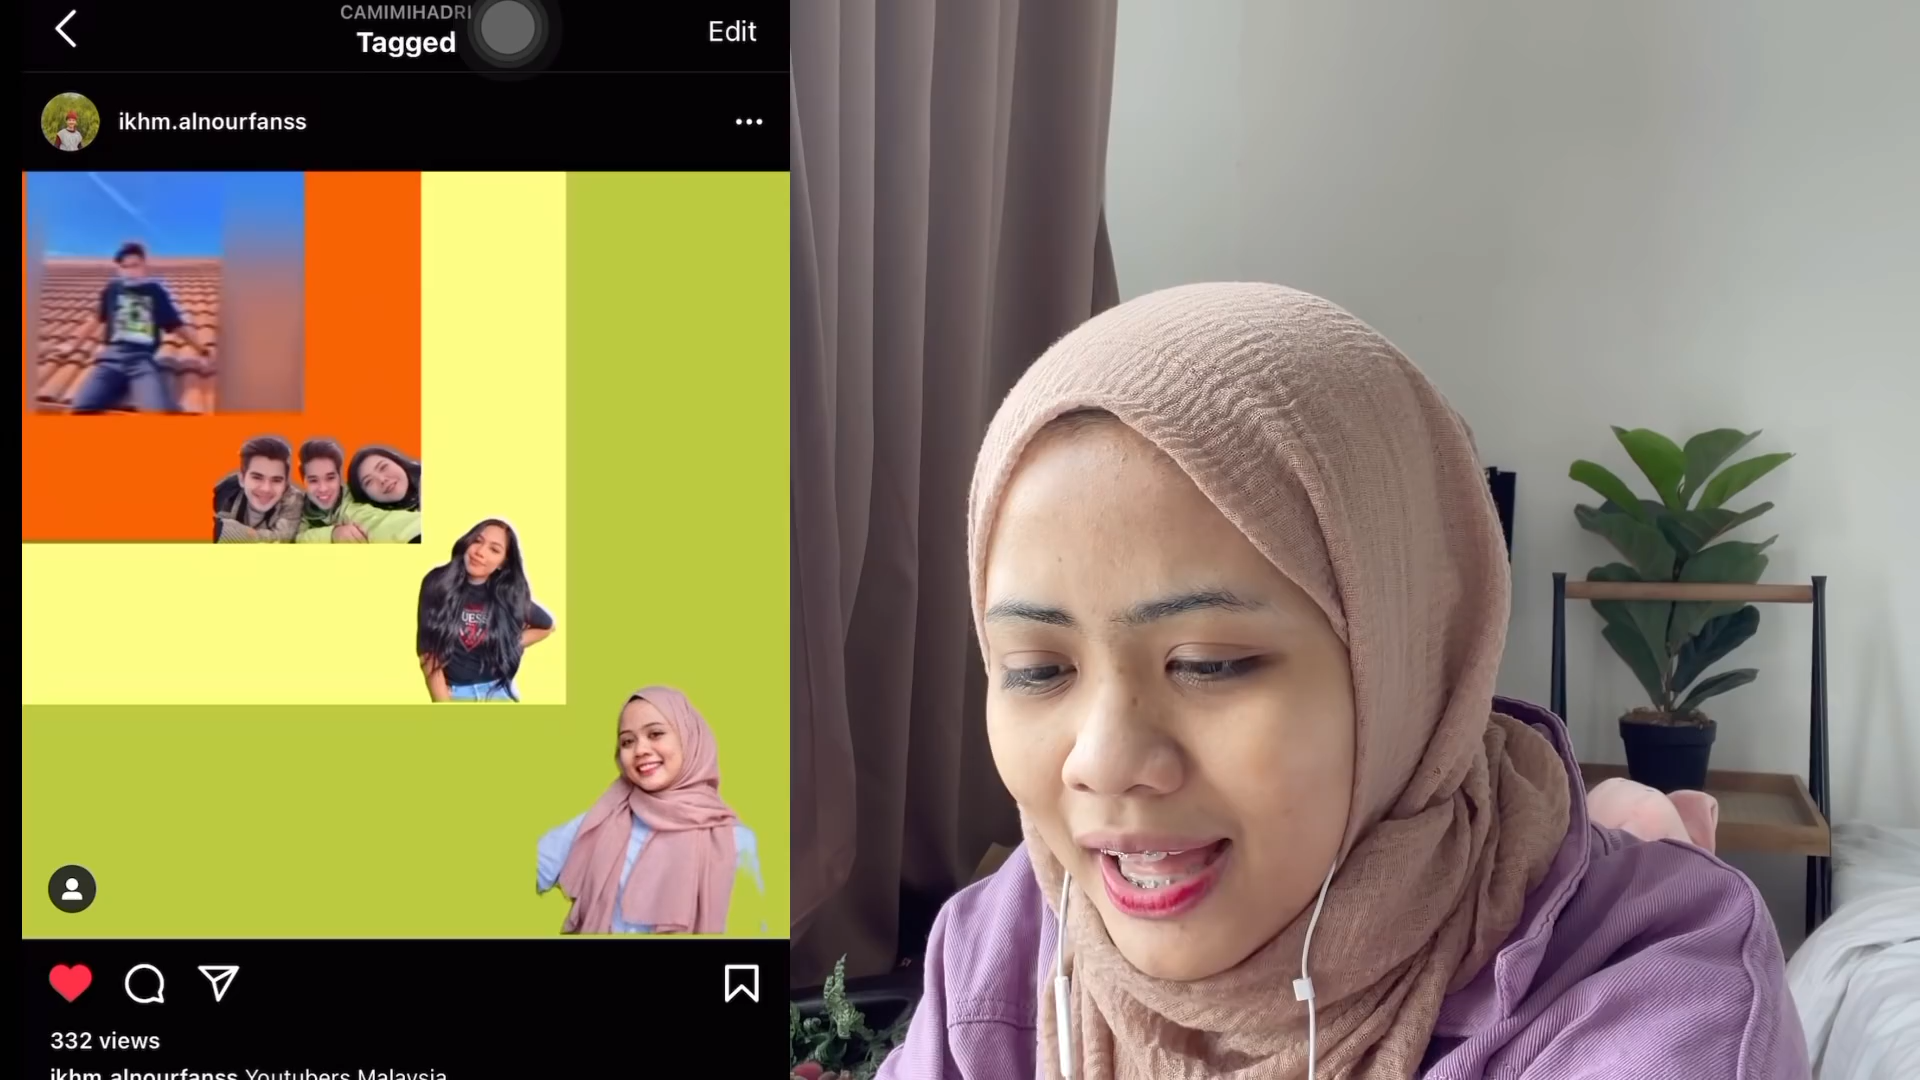 CAMIMIHADRI
Tagged
Edit
ikhm.alnourfanss
332 views
ikhm.alnourfanss Youtubers Malaysia